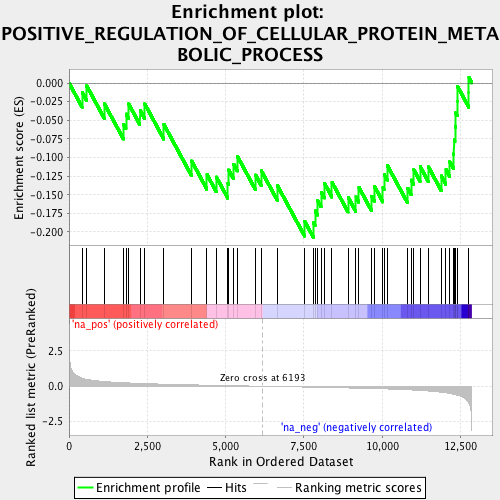 Enrichment plot:
POSITIVE_REGULATION_OF_CELLULAR_PROTEIN_META
BOLIC_PROCESS
Enrichment score (ES)
0.000
-0.025
-0.050
-0.075
-0.100
-0.125
-0.150
-0.175
-0.200
'na_pos' (positively correlated)
Ranked list metric (PreRanked)
2.5
0.0
-2.5
Zero cross at 6193
'na_neg' (negatively correlated)
0 2,500 5,000 7,500 10,000 12,500
Rank in Ordered Dataset
Enrichment profile Hits Ranking metric scores